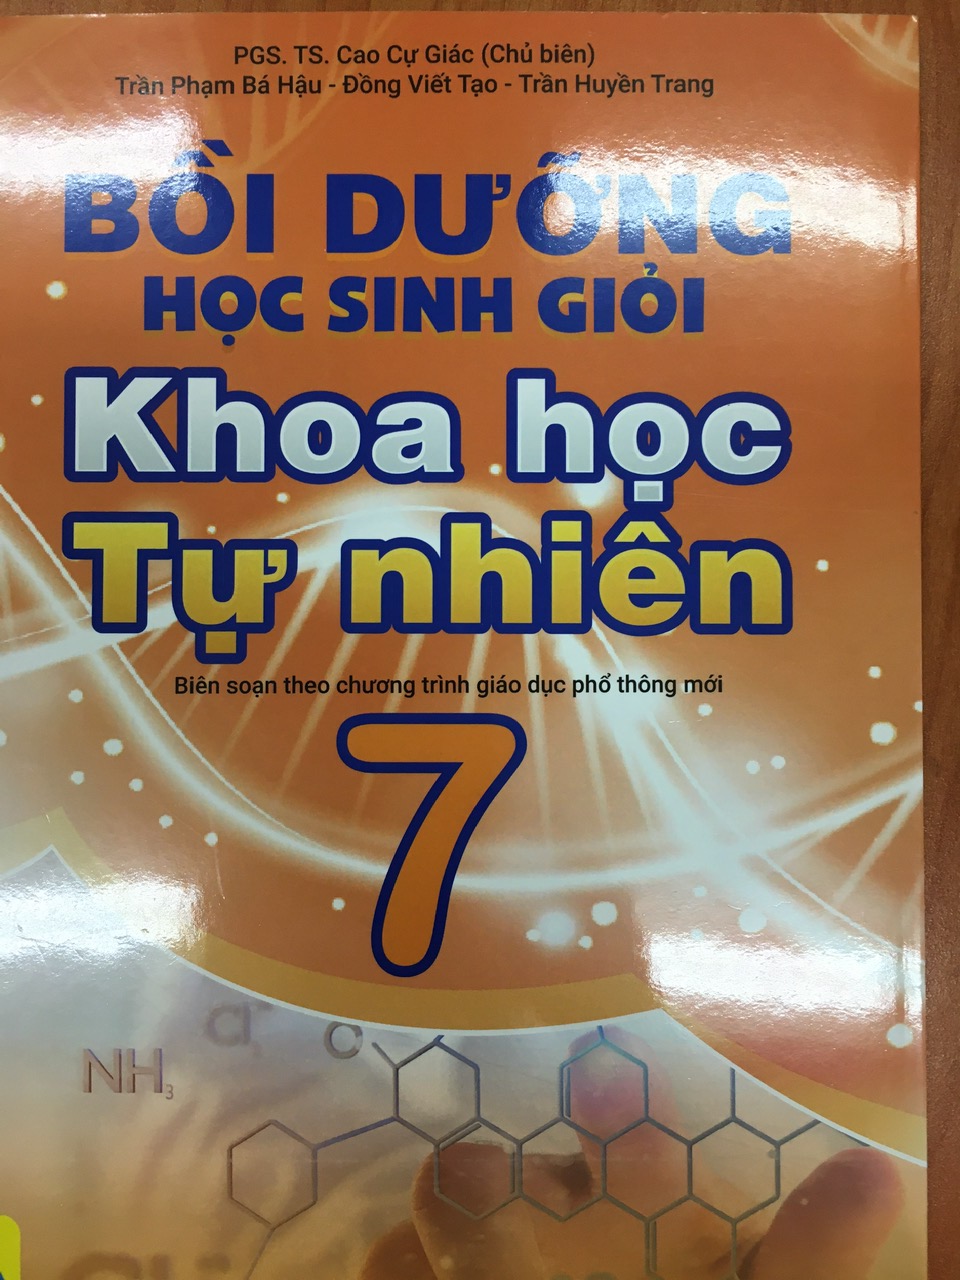 PGS. TS. Cao Cự Giác (Chủ biên)
Trần Phạm Bá Hậu - Đồng Viết Tạo - Trần Huyền Trang
BỒI DƯỠNG
HỌC SINH GIỎI
Khoa học
Tự nhiên
Biên soạn theo chương trình giáo dục phổ thông mới
7
Cl⁻ O
NH₃